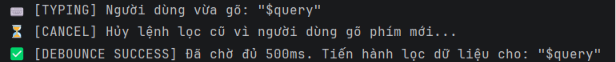 ⌨️ [TYPING] Người dùng vừa gõ: "$query"
⏳ [CANCEL] Hủy lệnh lọc cũ vì người dùng gõ phím mới...
✅ [DEBOUNCE SUCCESS] Đã chờ đủ 500ms. Tiến hành lọc dữ liệu cho: "$query"